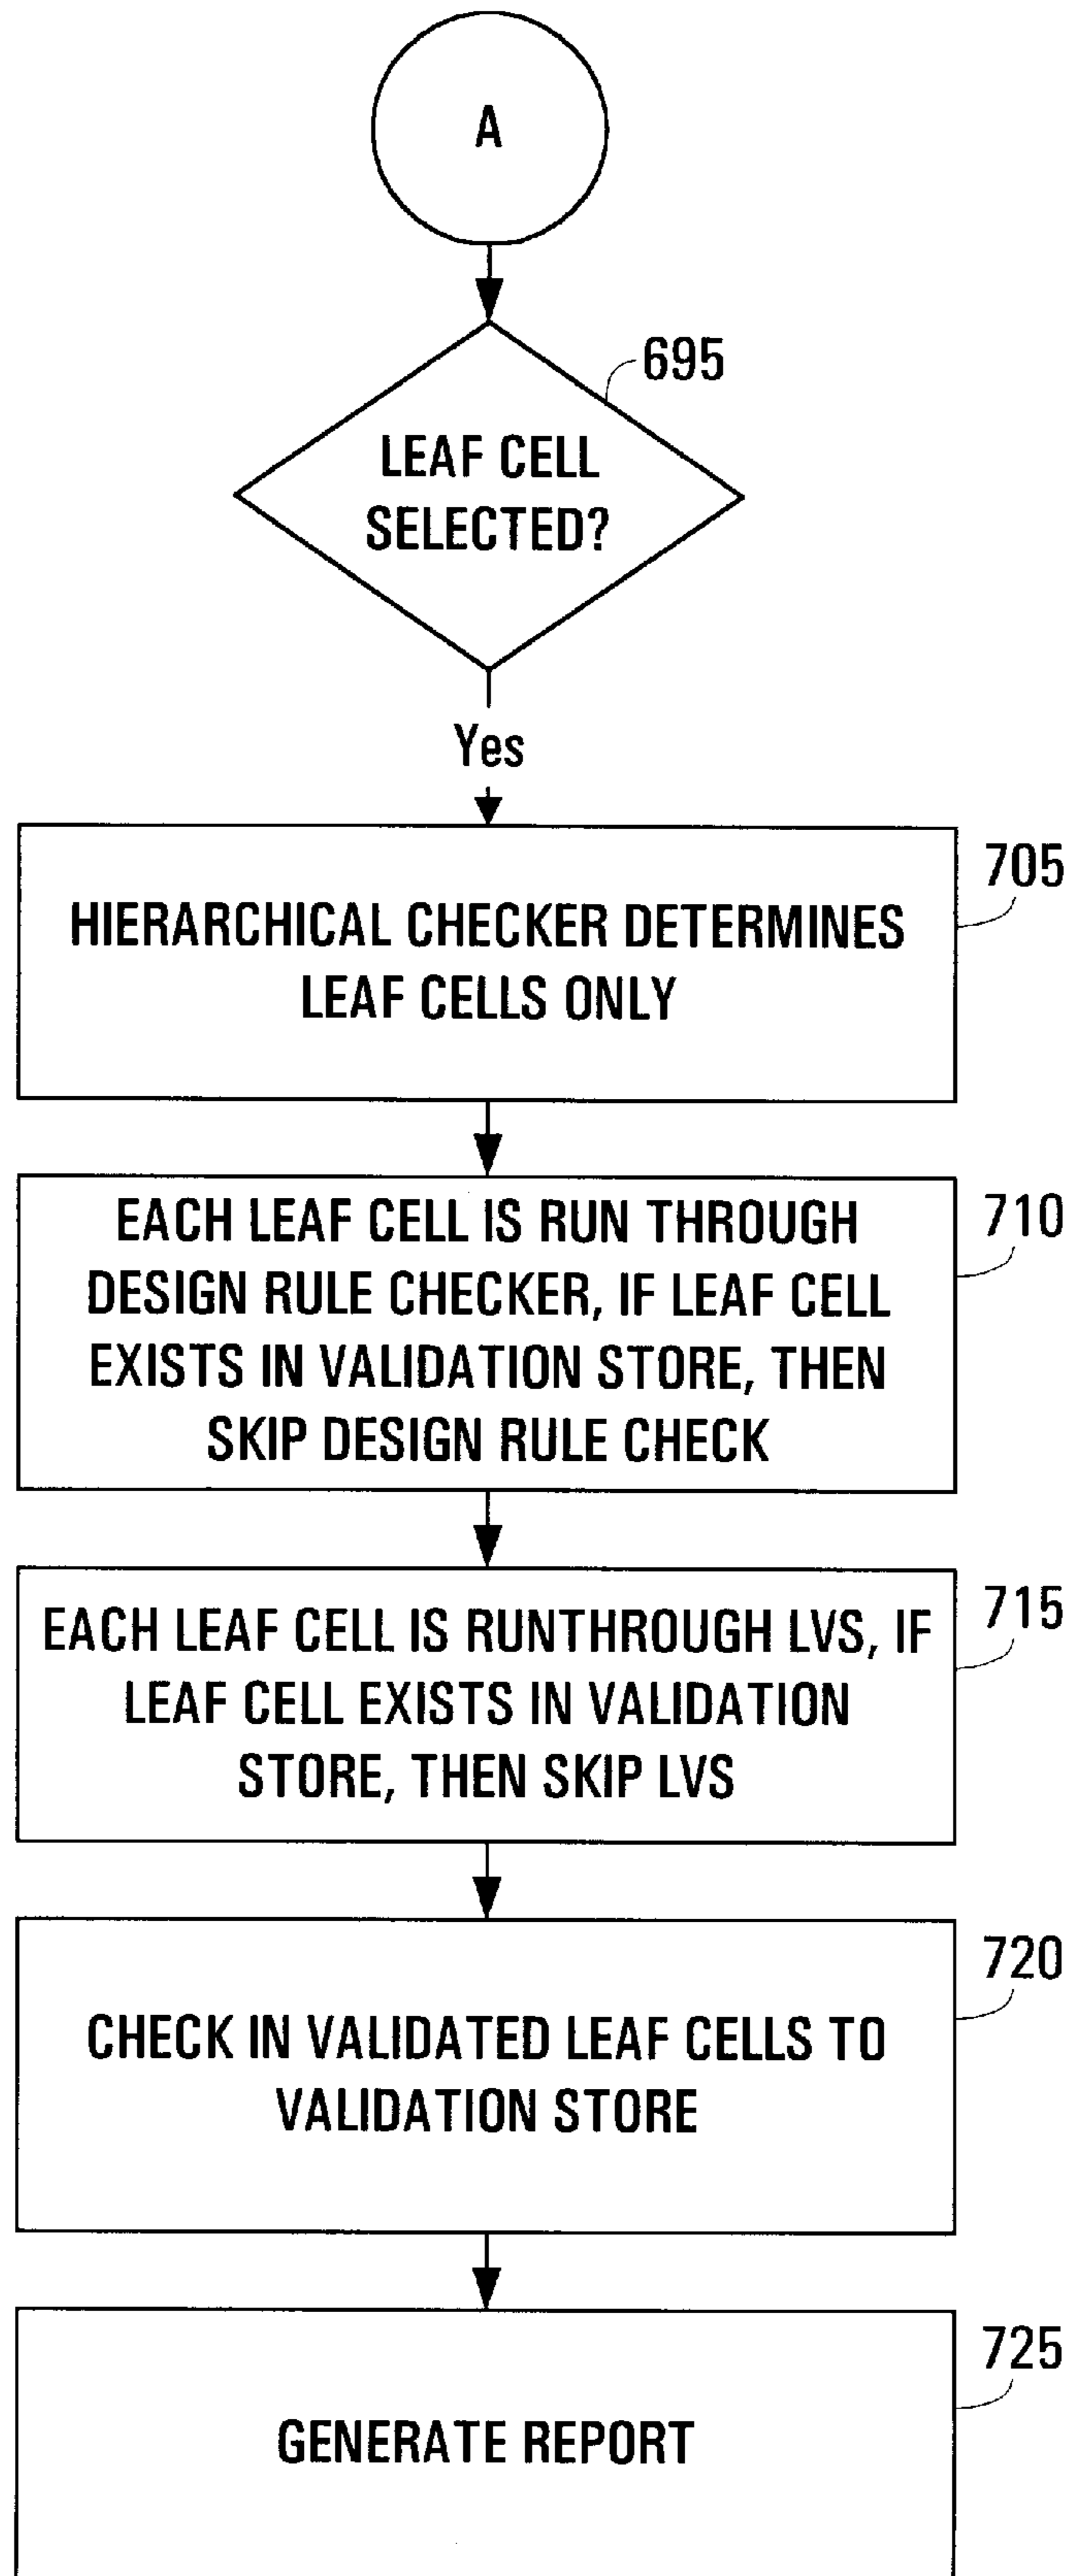 A
695
LEAF CELL
SELECTED?
Yes
705
HIERARCHICAL CHECKER DETERMINES
LEAF CELLS ONLY
710
EACH LEAF CELL IS RUN THROUGH
DESIGN RULE CHECKER, IF LEAF CELL
EXISTS IN VALIDATION STORE, THEN
SKIP DESIGN RULE CHECK
715
EACH LEAF CELL IS RUNTHROUGH LVS, IF
LEAF CELL EXISTS IN VALIDATION
STORE, THEN SKIP LVS
720
CHECK IN VALIDATED LEAF CELLS TO
VALIDATION STORE
725
GENERATE REPORT